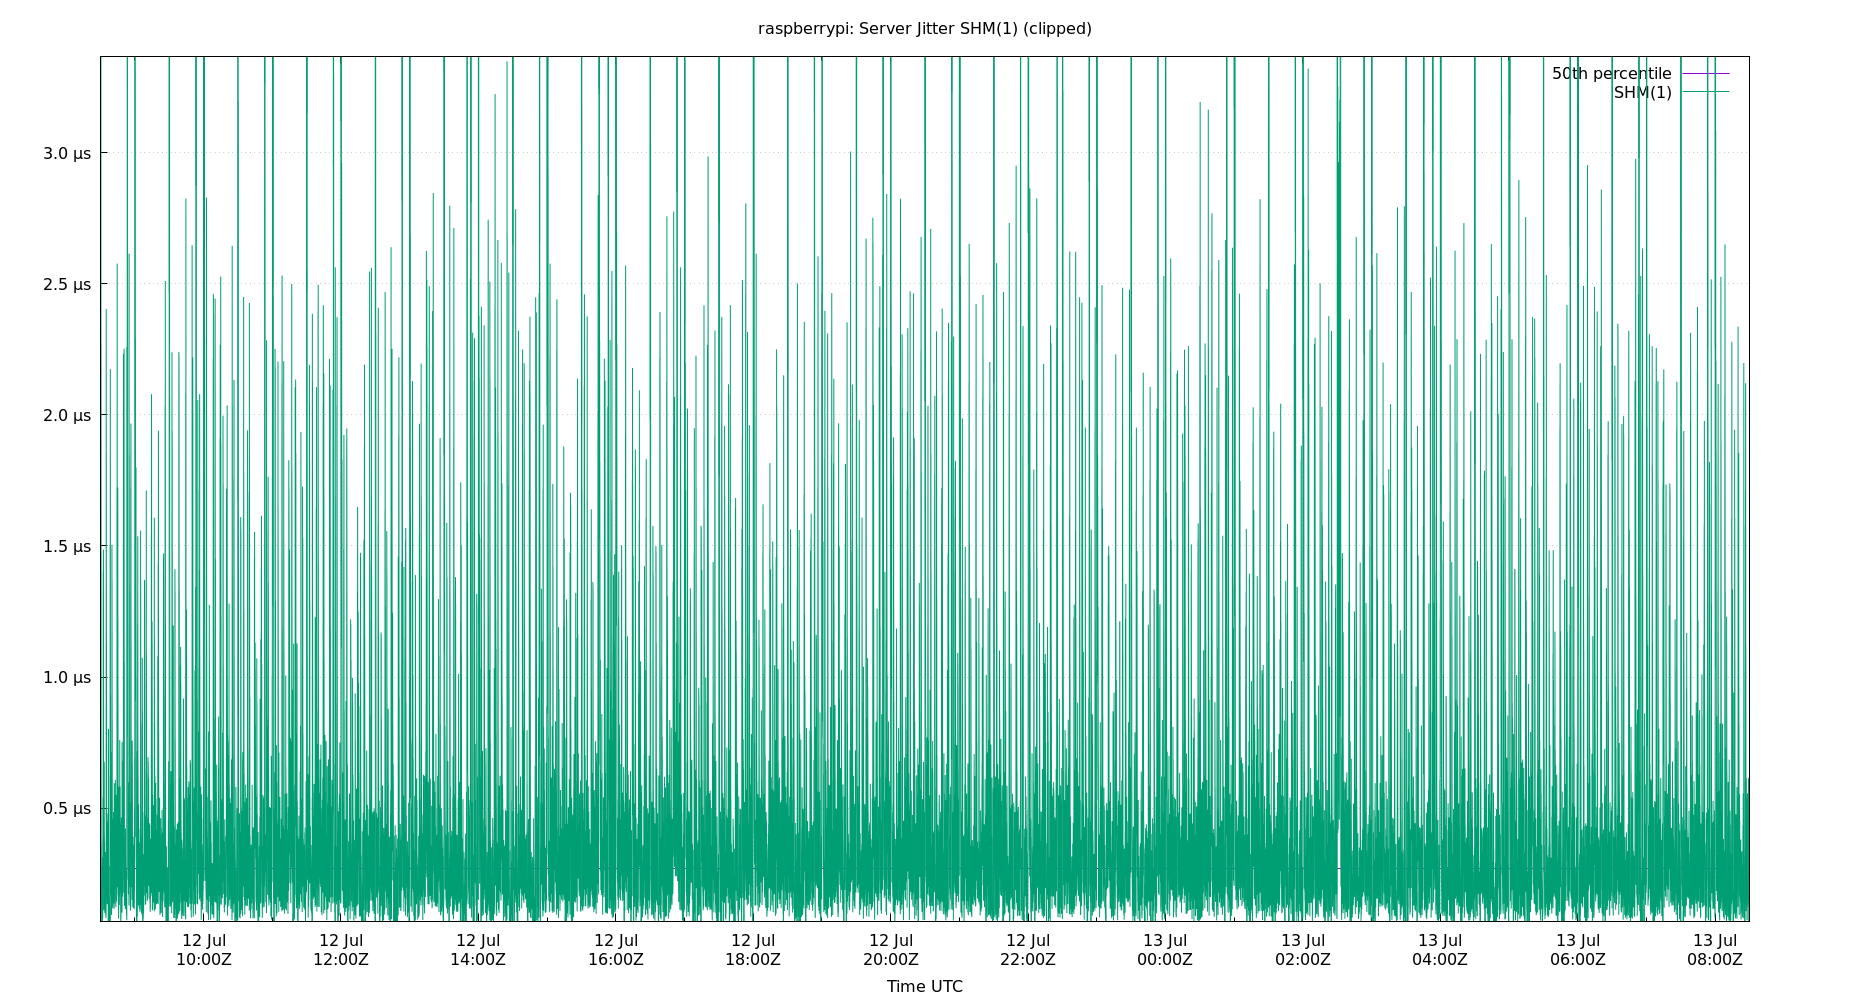 raspberrypi: Server Jitter SHM(1) (clipped)
50th percentile
SHM(1)
3.0 µs
2.5 µs
2.0 µs
1.5 µs
1.0 µs
0.5 µs
12 Jul 12 Jul 12 Jul 12 Jul 12 Jul 12 Jul 12 Jul 13 Jul 13 Jul 13 Jul 13 Jul 13 Jul
10:00Z 12:00Z 14:00Z 16:00Z 18:00Z 20:00Z 22:00Z 00:00Z 02:00Z 04:00Z 06:00Z 08:00Z
Time UTC